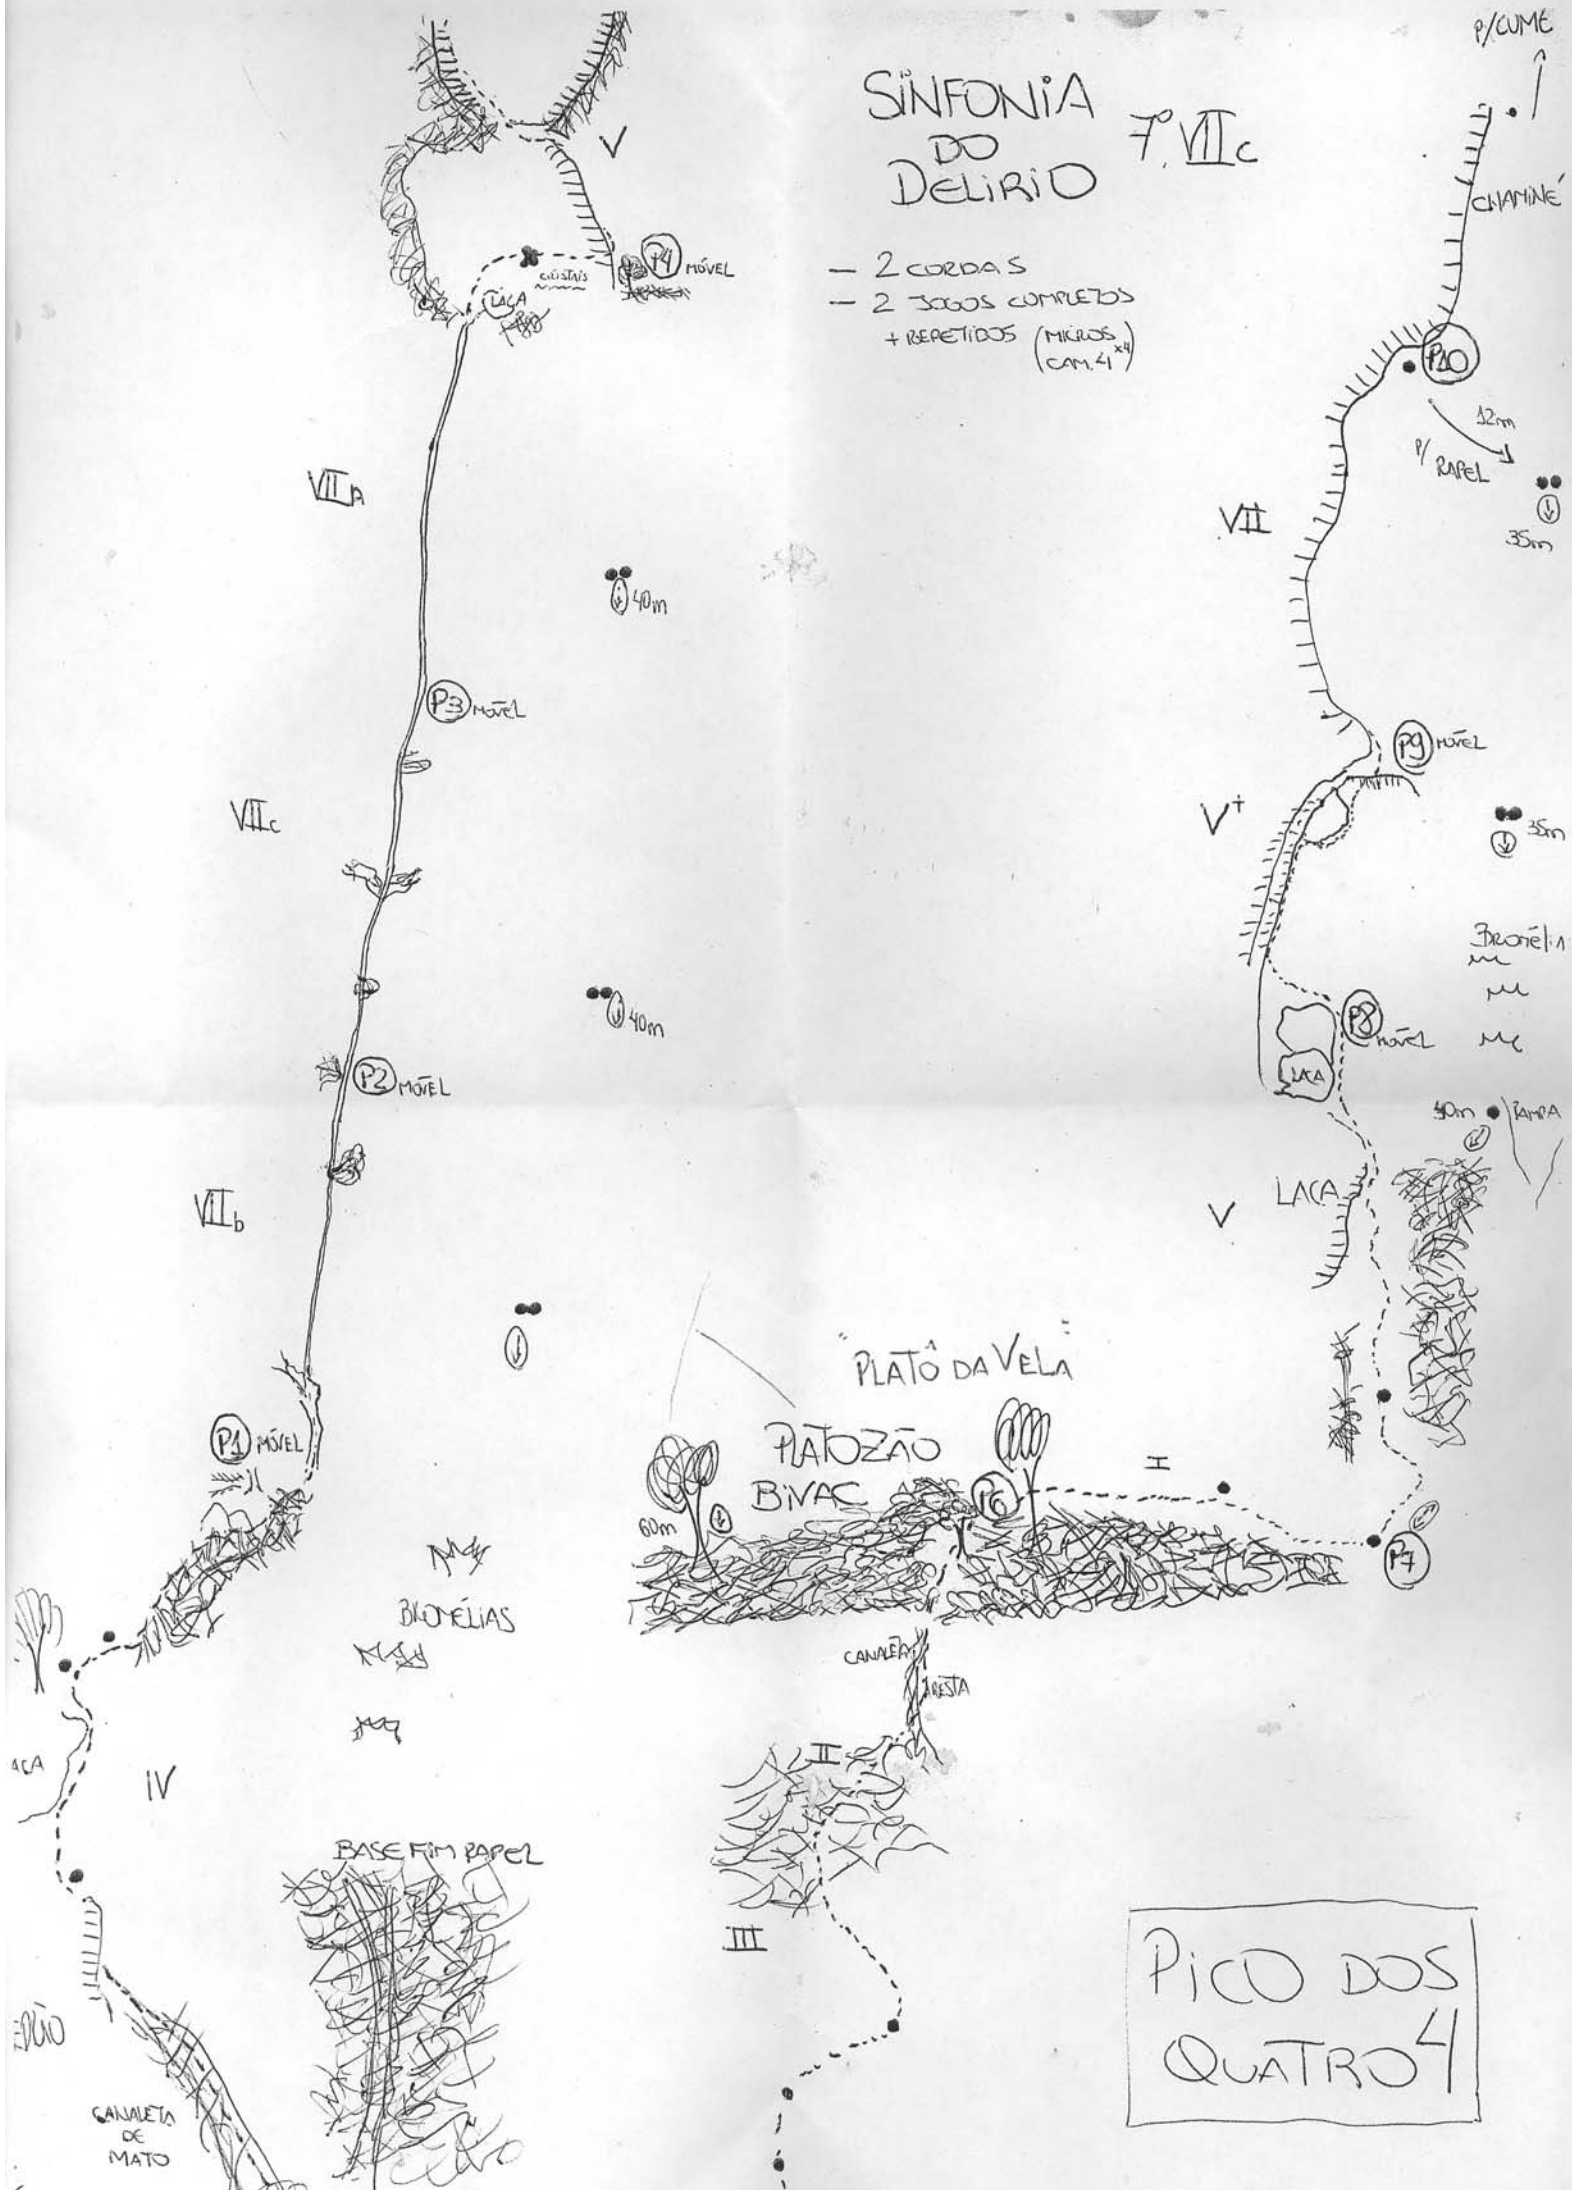 SINFONIA
DO
DELIRIO
7º VIIc
— 2 CORDAS
— 2 JOGOS COMPLETOS
+ REPETIDOS (MICROS
CAM. 4 x4)
V
P4 MÓVEL
CRISTAIS
LACA
VIIa
40m
P3 MÓVEL
VIIc
40m
P2 MÓVEL
VIIb
P1 MÓVEL
BROMÉLIAS
ACA
IV
BASE FIM RAPEL
CANALETA
DE
MATO
P/CUME
CHAMINÉ
P10
12m
P/ RAPEL
35m
VII
P9 MÓVEL
V+
35m
BROMÉLIA
P8
MÓVEL
LACA
RAMPA
LACA
V
"PLATÔ DA VELA"
PLATOZÃO
BIVAC
60m
P6
I
P7
CANALETA
ARESTA
II
III
PICO DOS
QUATRO 4